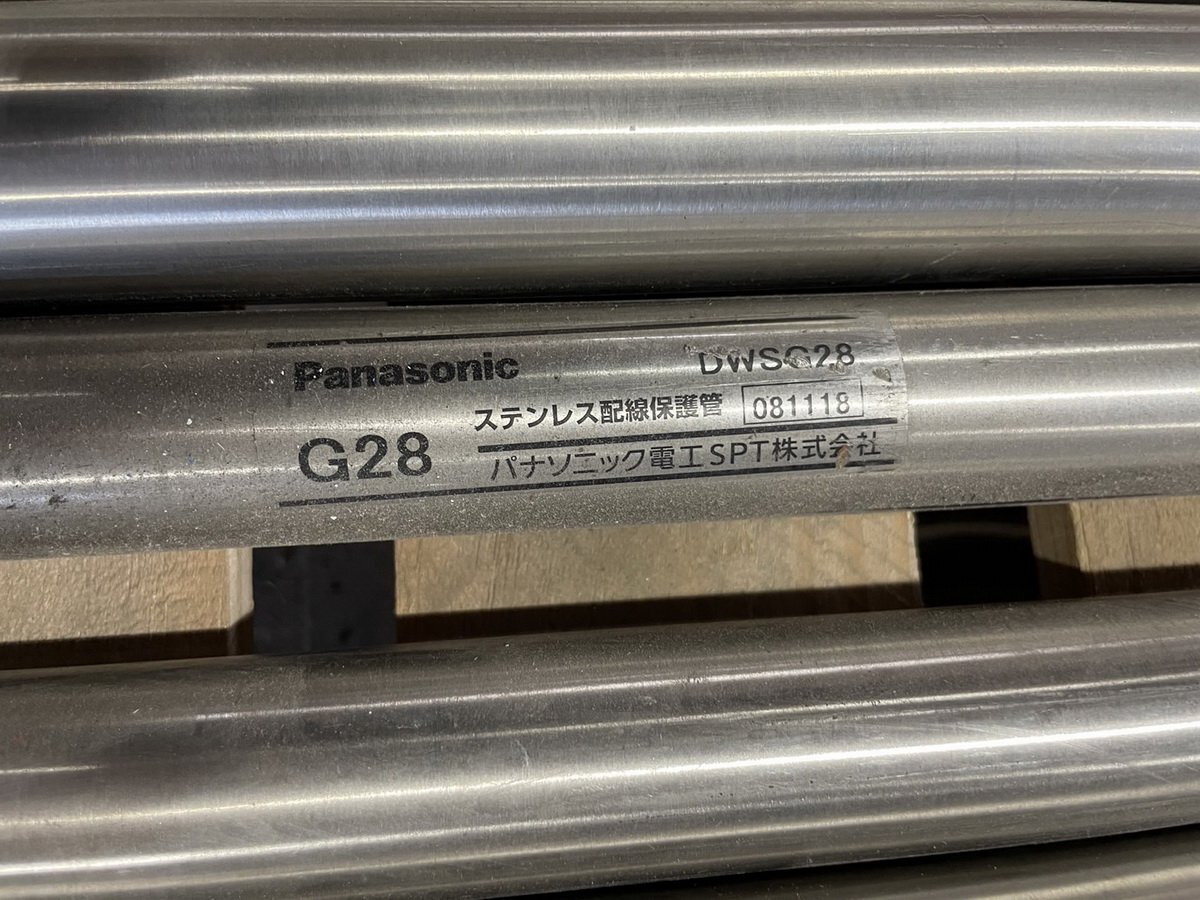 Panasonic DWSG28
ステンレス配線保護管 081118
G28
パナソニック電工SPT株式会社